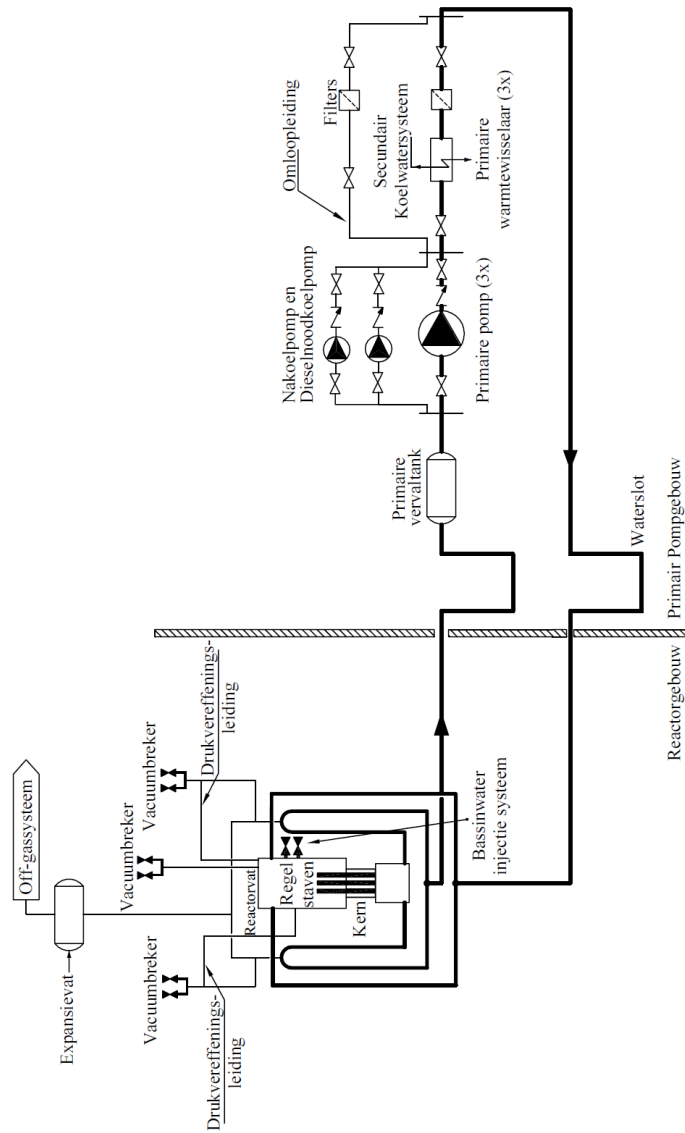 Off-gassysteem
Expansievat
Vacuumbreker
Vacuumbreker
Vacuumbreker
Drukvereffenings-
leiding
Drukvereffenings-
leiding
Reactorvat
Regel
staven
Kern
Bassinwater
injectie systeem
Reactorgebouw
Primair Pompgebouw
Waterslot
Primaire
vervaltank
Nakoelpomp en
Dieselnoodkoelpomp
Primaire pomp (3x)
Omloopleiding
Filters
Secundair
Koelwatersysteem
Primaire
warmtewisselaar (3x)